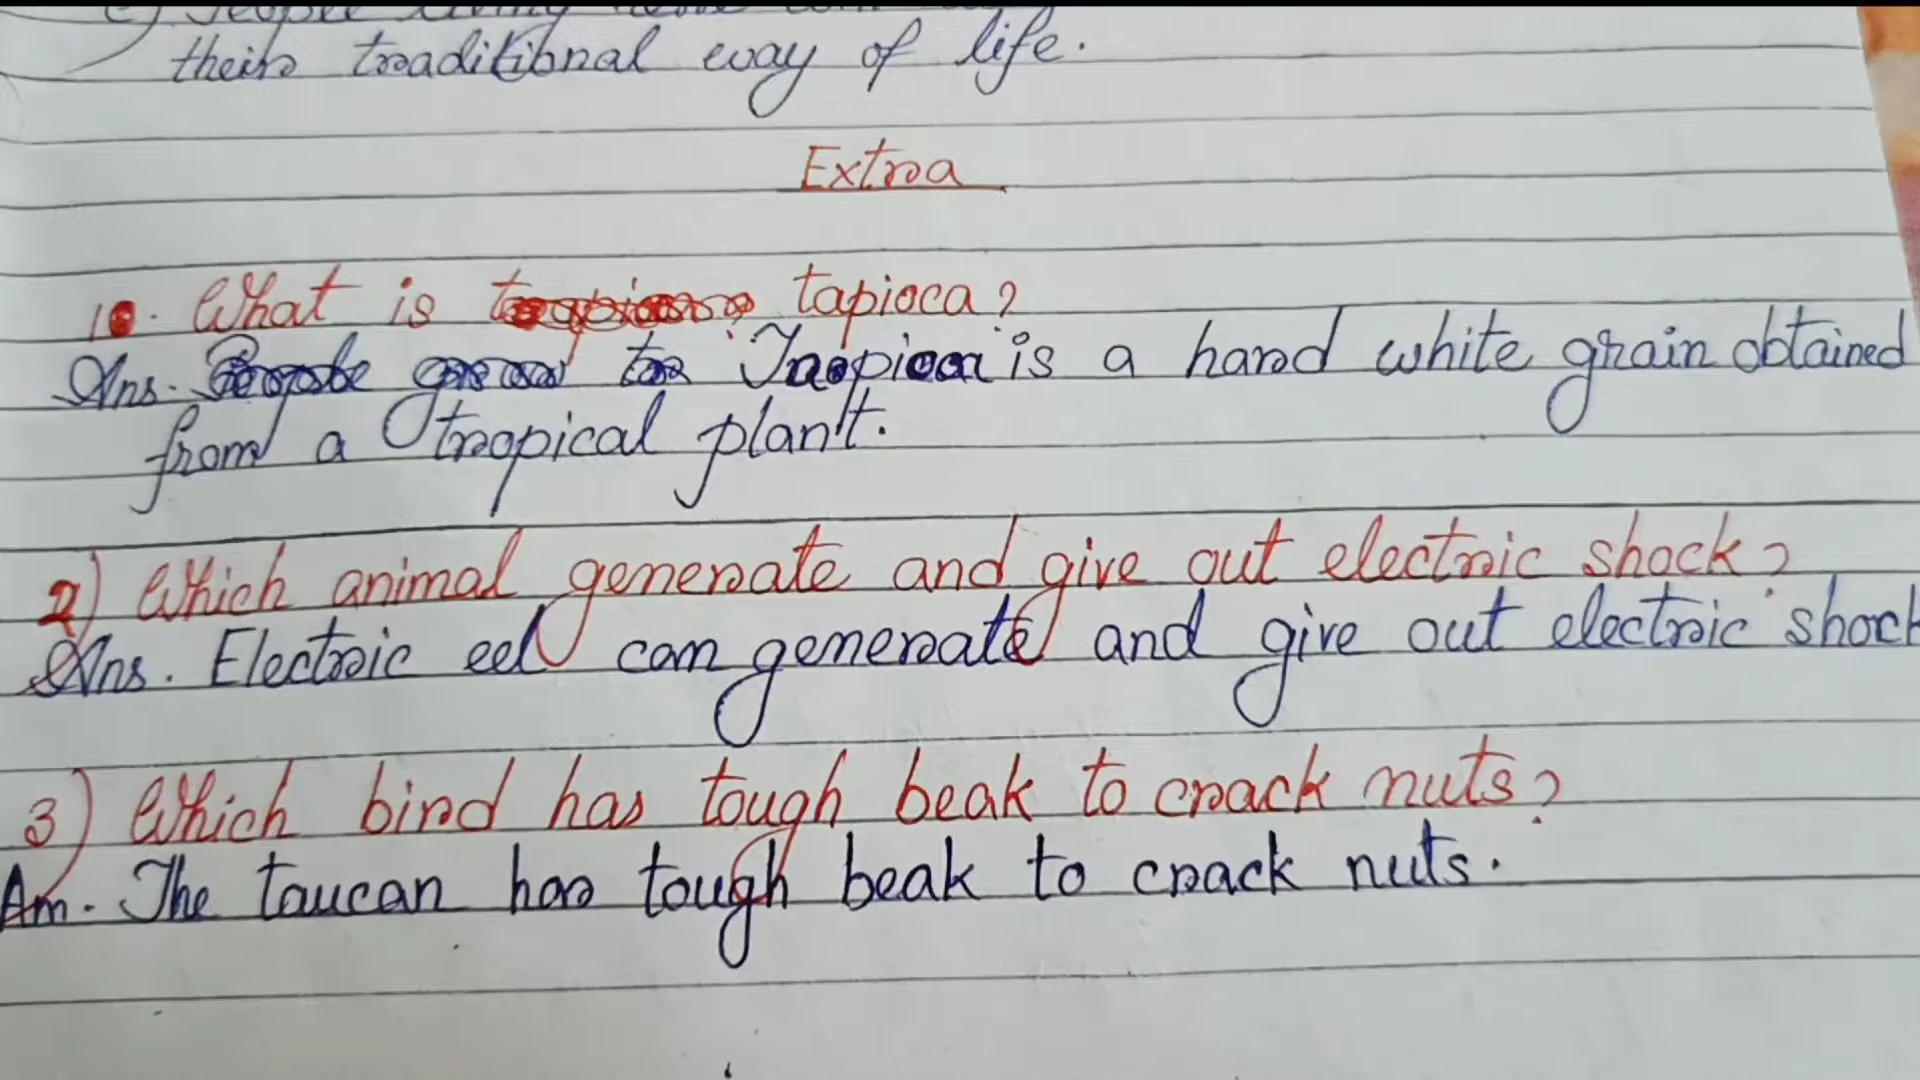 their traditional way of life.
Extra
1. What is tapioca?
Ans. Tapioca is a hard white grain obtained
from a tropical plant.
2) Which animal generate and give out electric shock?
Ans. Electric eel can generate and give out electric shock
3) Which bird has tough beak to crack nuts?
Ans. The taucan has tough beak to crack nuts.